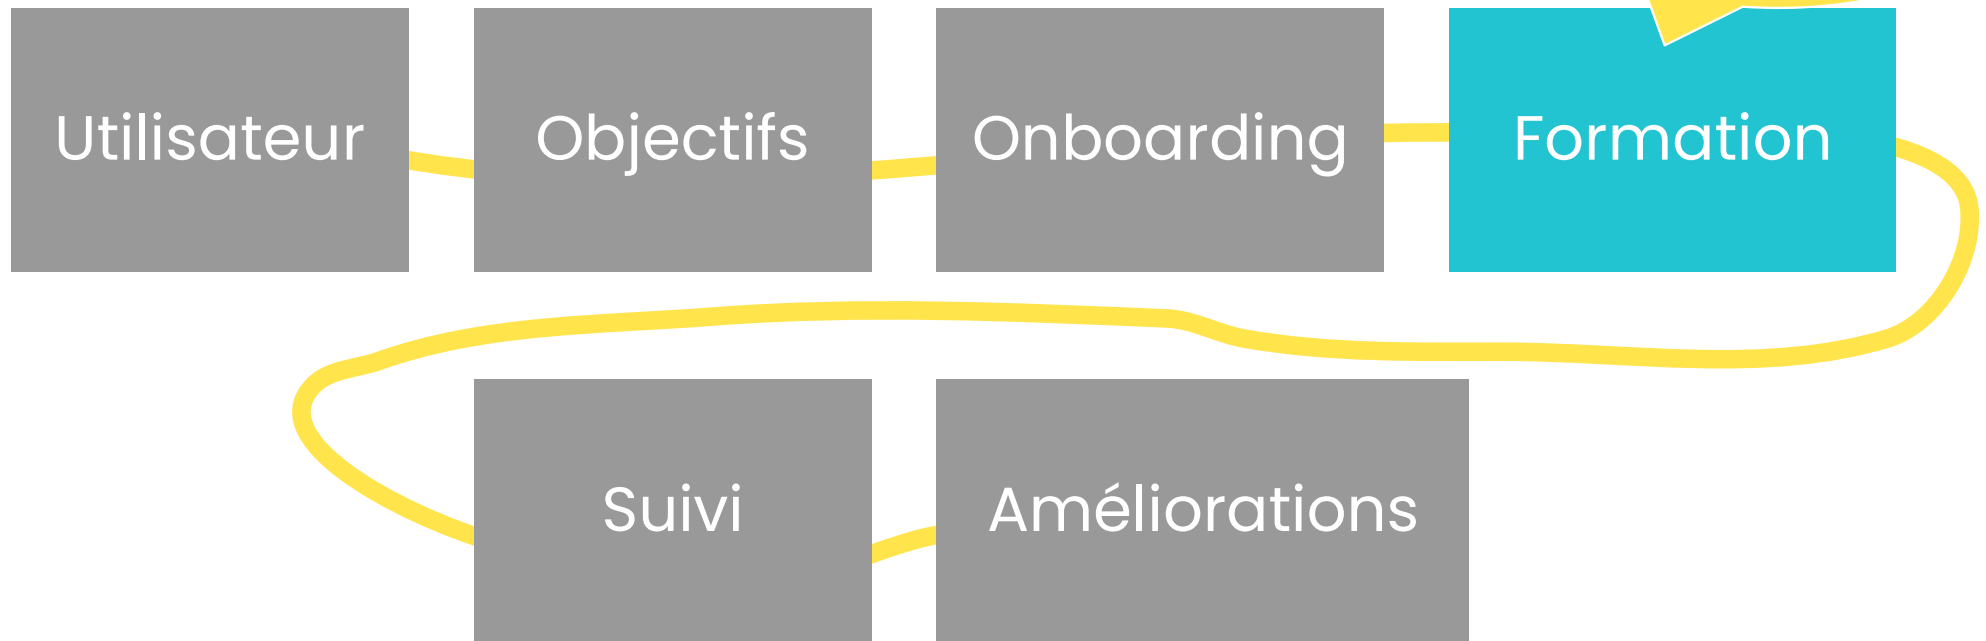 Utilisateur
Objectifs
Onboarding
Formation
Suivi
Améliorations